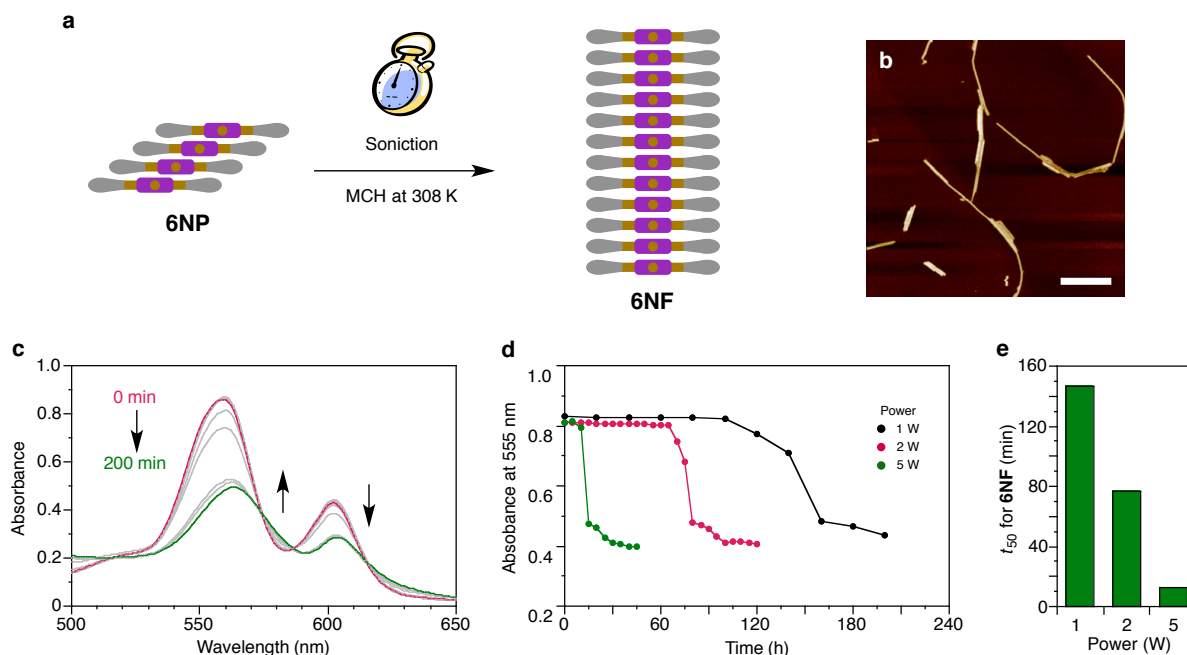 a
Soniction
MCH at 308 K
6NP
6NF
b
c
1.0
0.8
0.6
0.4
0.2
0
500
550
600
650
Absorbance
Wavelength (nm)
0 min
200 min
d
1.0
0.8
0.6
0.4
0.2
0
60
120
180
240
Absobance at 555 nm
Time (h)
Power
1 W
2 W
5 W
e
160
120
80
40
0
1
2
5
t50 for 6NF (min)
Power (W)